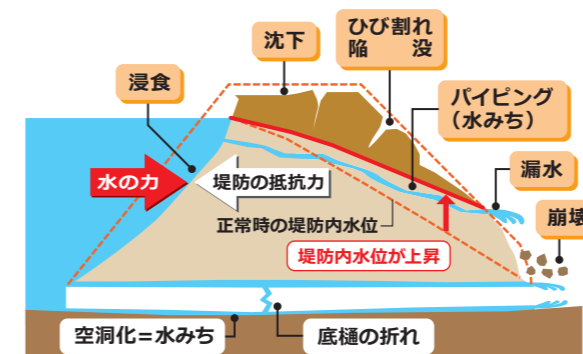 ひび割れ
陥 没
沈下
浸食
パイピング
(水みち)
漏水
水の力
堤防の抵抗力
正常時の堤防内水位
崩壊
堤防内水位が上昇
空洞化=水みち
底樋の折れ